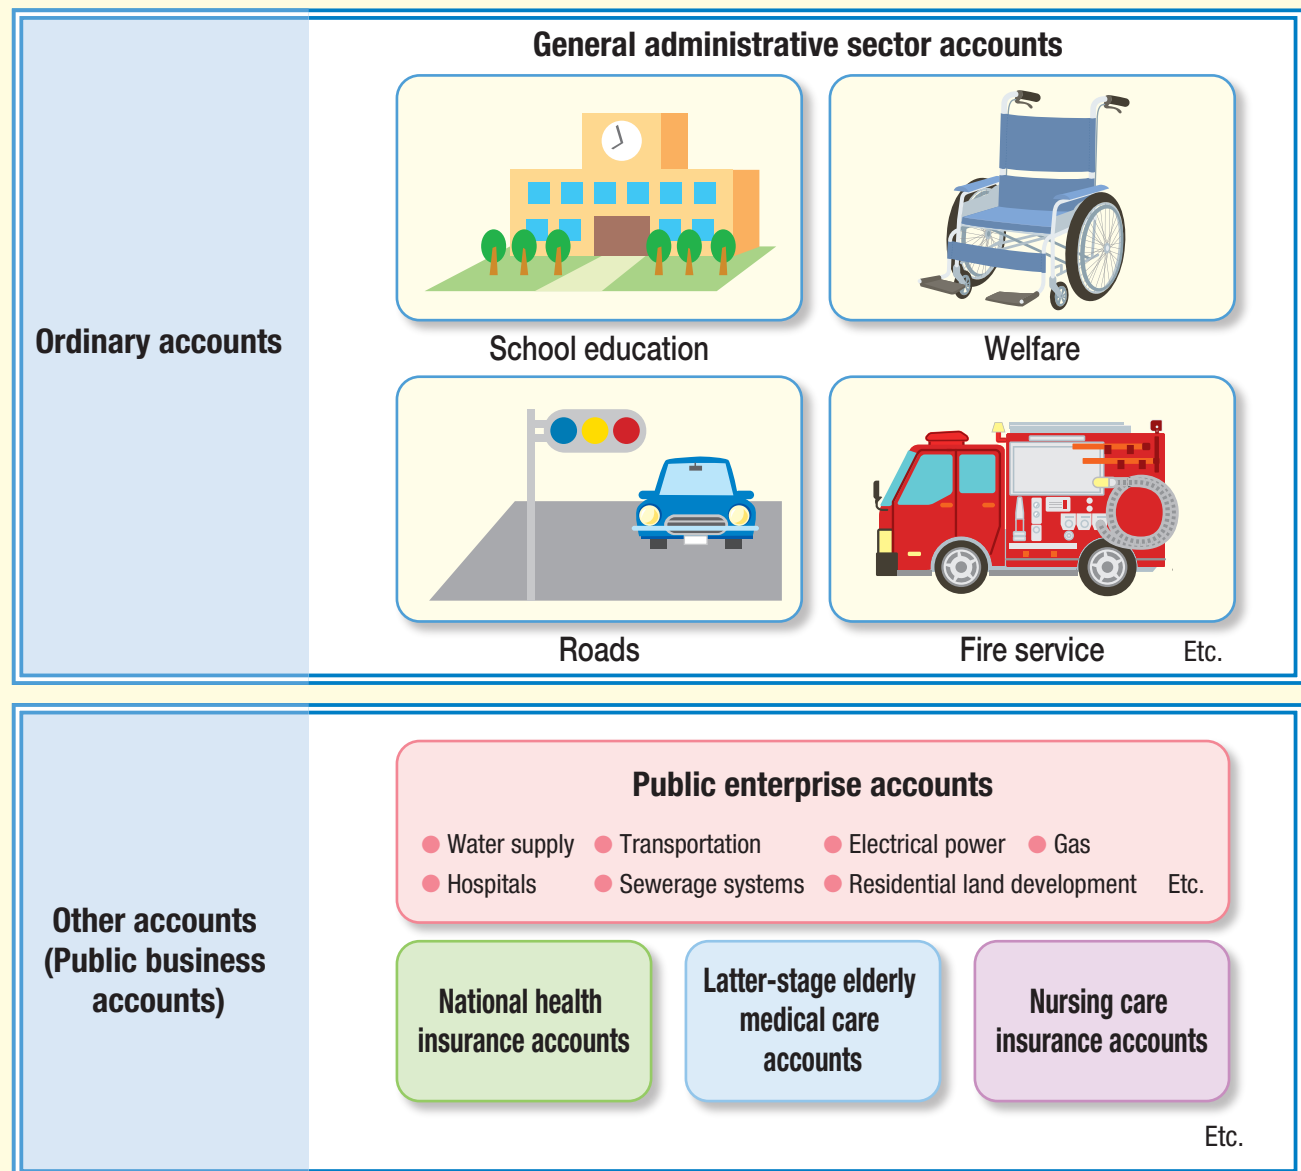 Ordinary accounts
General administrative sector accounts
School education
Welfare
Roads
Fire service
Etc.
Other accounts
(Public business
accounts)
Public enterprise accounts
Water supply
Transportation
Electrical power
Gas
Hospitals
Sewerage systems
Residential land development
Etc.
National health
insurance accounts
Latter-stage elderly
medical care
accounts
Nursing care
insurance accounts
Etc.